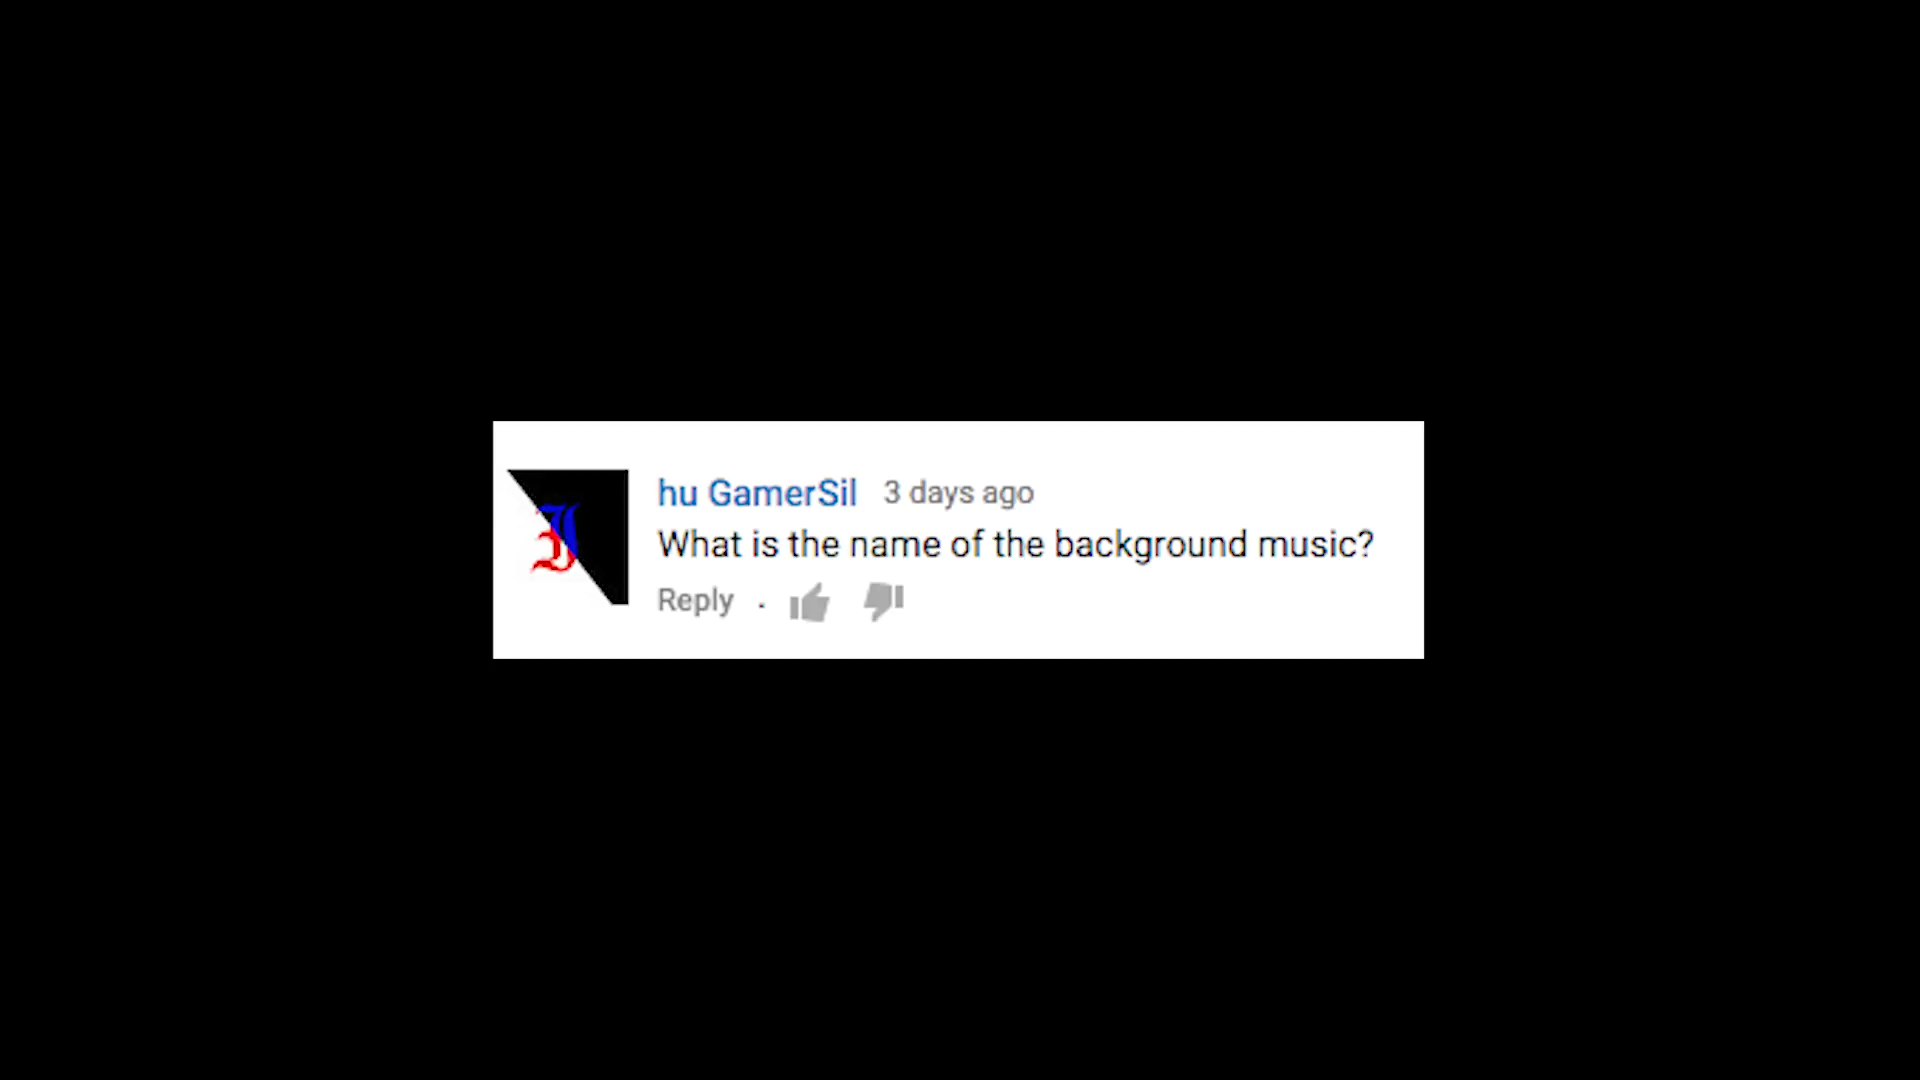 hu GamerSil 3 days ago
What is the name of the background music?
Reply .